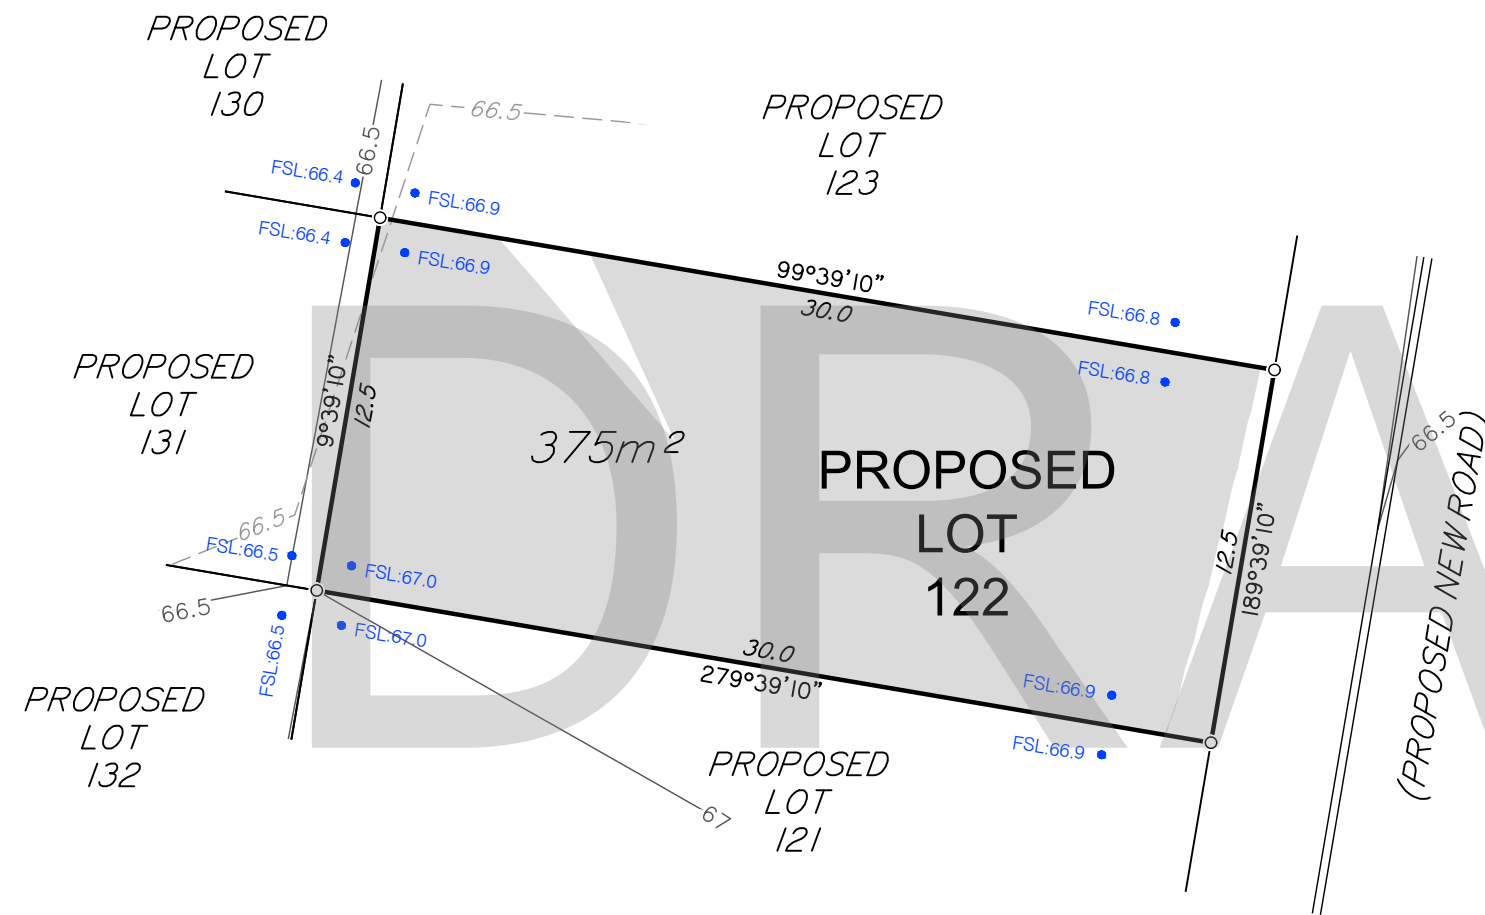 PROPOSED
LOT
130
66.5
66.5
PROPOSED
LOT
123
FSL:66.4
FSL:66.9
FSL:66.4
FSL:66.9
99°39'10"
30.0
FSL:66.8
FSL:66.8
PROPOSED
LOT
131
9°39'10"
12.5
375m²
PROPOSED
LOT
122
12.5
189°39'10"
66.5
(PROPOSED NEW ROAD)
66.5
FSL:66.5
FSL:67.0
66.5
FSL:66.5
FSL:67.0
30.0
279°39'10"
FSL:66.9
FSL:66.9
PROPOSED
LOT
132
PROPOSED
LOT
121
67
DRA